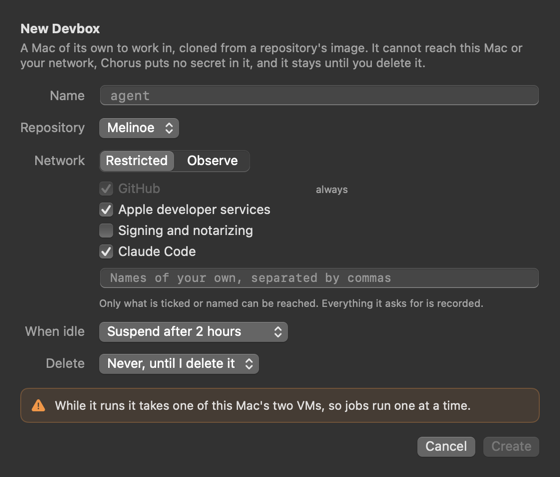 New Devbox
A Mac of its own to work in, cloned from a repository's image. It cannot reach this Mac or
your network, Chorus puts no secret in it, and it stays until you delete it.
Name agent
Repository Melinoe
Network Restricted Observe
GitHub always
Apple developer services
Signing and notarizing
Claude Code
Names of your own, separated by commas
Only what is ticked or named can be reached. Everything it asks for is recorded.
When idle Suspend after 2 hours
Delete Never, until I delete it
While it runs it takes one of this Mac's two VMs, so jobs run one at a time.
Cancel Create